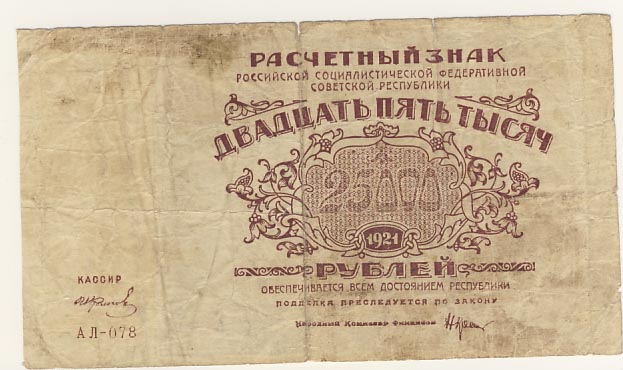 РАСЧЕТНЫЙ ЗНАК
РОССИЙСКОЙ СОЦИАЛИСТИЧЕСКОЙ ФЕДЕРАТИВНОЙ
СОВЕТСКОЙ РЕСПУБЛИКИ
ДВАДЦАТЬ ПЯТЬ ТЫСЯЧ
25000
1921
РУБЛЕЙ
ОБЕСПЕЧИВАЕТСЯ ВСЕМ ДОСТОЯНИЕМ РЕСПУБЛИКИ
ПОДДЕЛКА ПРЕСЛЕДУЕТСЯ ПО ЗАКОНУ
Народный Комиссар Финансов
КАССИР
АЛ-078